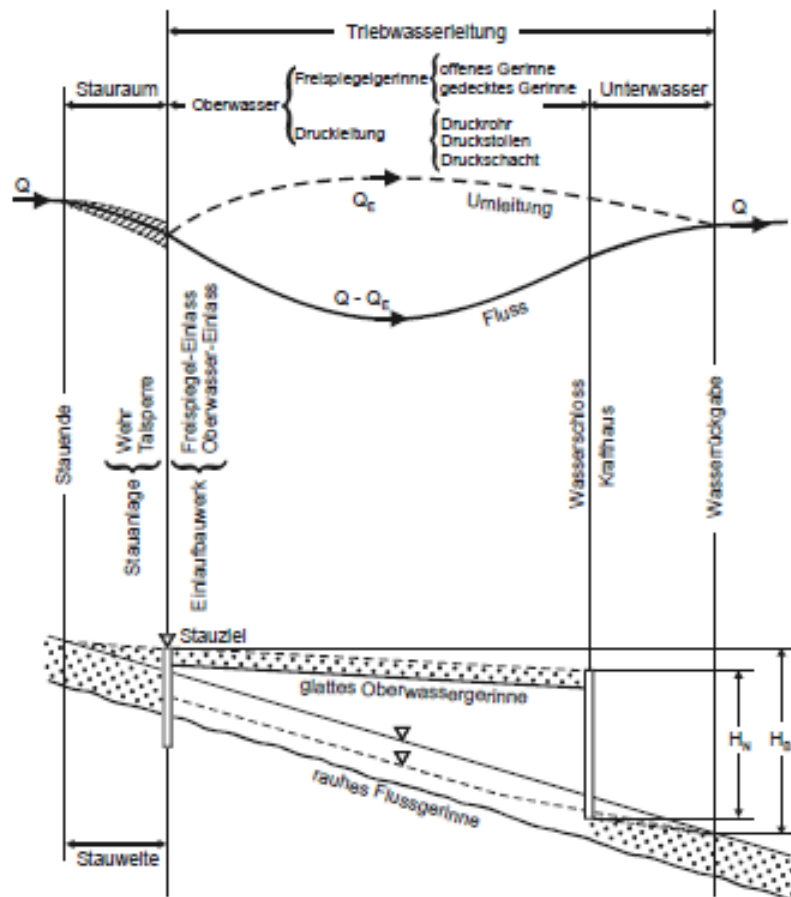 Triebwasserleitung
Stauraum
Oberwasser
Freispiegelgerinne
offenes Gerinne
gedecktes Gerinne
Druckleitung
Druckrohr
Druckstollen
Druckschacht
Unterwasser
Q
Q_E
Umleitung
Q
Q - Q_E
Fluss
Stauende
Stauanlage
Wehr
Talsperre
Einlaufbauwerk
Freispiegel-Einlass
Oberwasser-Einlass
Wasserschloss
Krafthaus
Wasserrückgabe
Stauziel
glattes Oberwassergerinne
rauhes Flussgerinne
H_N
H_B
Stauweite